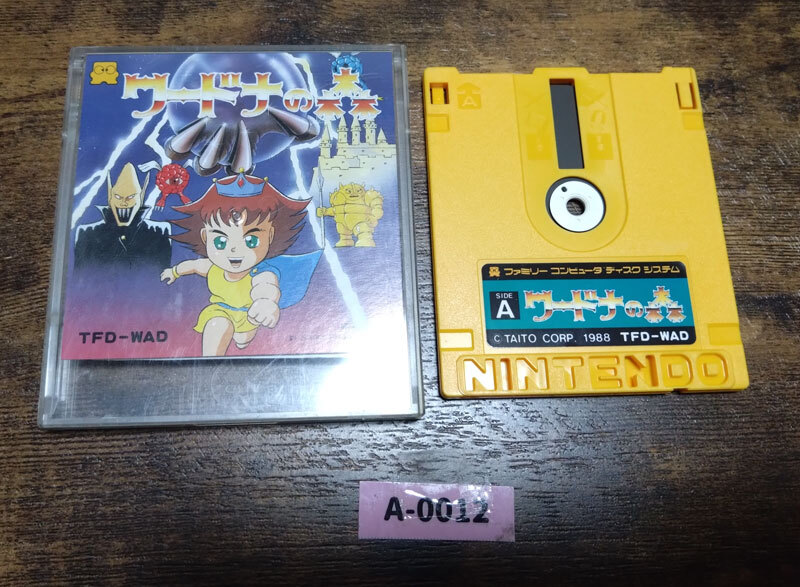 ワードナの森
TFD-WAD
A
ファミリー コンピュータ ディスク システム
SIDE
A
ワードナの森
© TAITO CORP. 1988 TFD-WAD
NINTENDO
A-0012